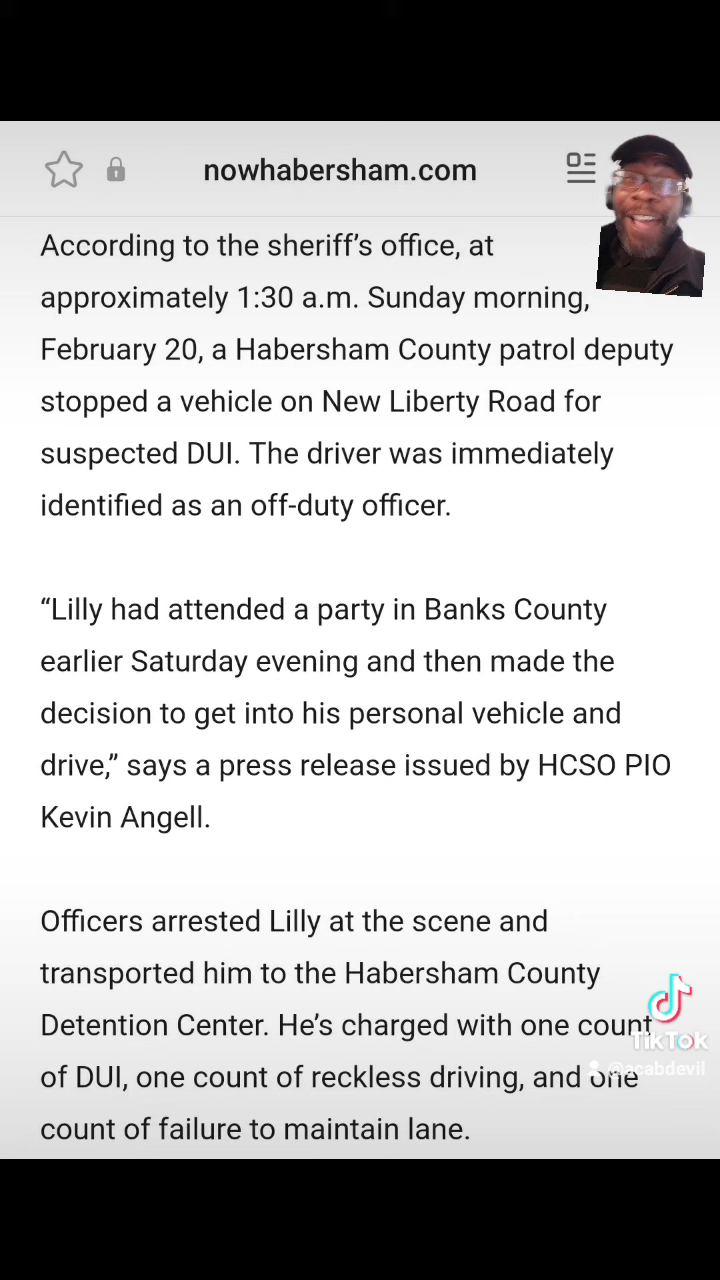 nowhabersham.com
According to the sheriff’s office, at
approximately 1:30 a.m. Sunday morning,
February 20, a Habersham County patrol deputy
stopped a vehicle on New Liberty Road for
suspected DUI. The driver was immediately
identified as an off-duty officer.
“Lilly had attended a party in Banks County
earlier Saturday evening and then made the
decision to get into his personal vehicle and
drive,” says a press release issued by HCSO PIO
Kevin Angell.
Officers arrested Lilly at the scene and
transported him to the Habersham County
Detention Center. He’s charged with one count
of DUI, one count of reckless driving, and one
count of failure to maintain lane.
TikTok
@acabdevil